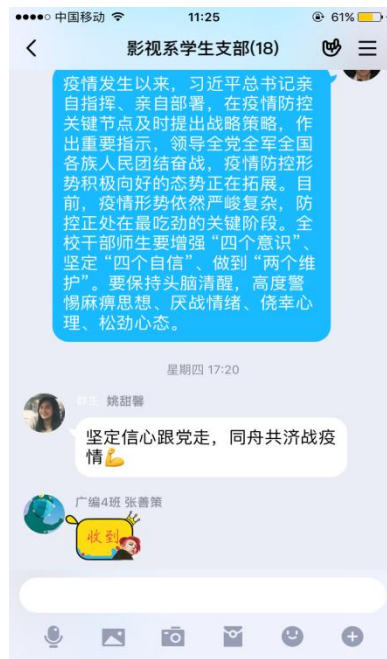 中国移动
11:25
61%
影视系学生支部(18)
疫情发生以来，习近平总书记亲
自指挥、亲自部署，在疫情防控
关键节点及时提出战略策略，作
出重要指示，领导全党全军全国
各族人民团结奋战，疫情防控形
势积极向好的态势正在拓展。目
前，疫情形势依然严峻复杂，防
控正处在最吃劲的关键阶段。全
校干部师生要增强“四个意识”、
坚定“四个自信”、做到“两个维
护”。要保持头脑清醒，高度警
惕麻痹思想、厌战情绪、侥幸心
理、松劲心态。
星期四 17:20
群主 姚甜馨
坚定信心跟党走，同舟共济战疫
情💪
广编4班 张善策
收到